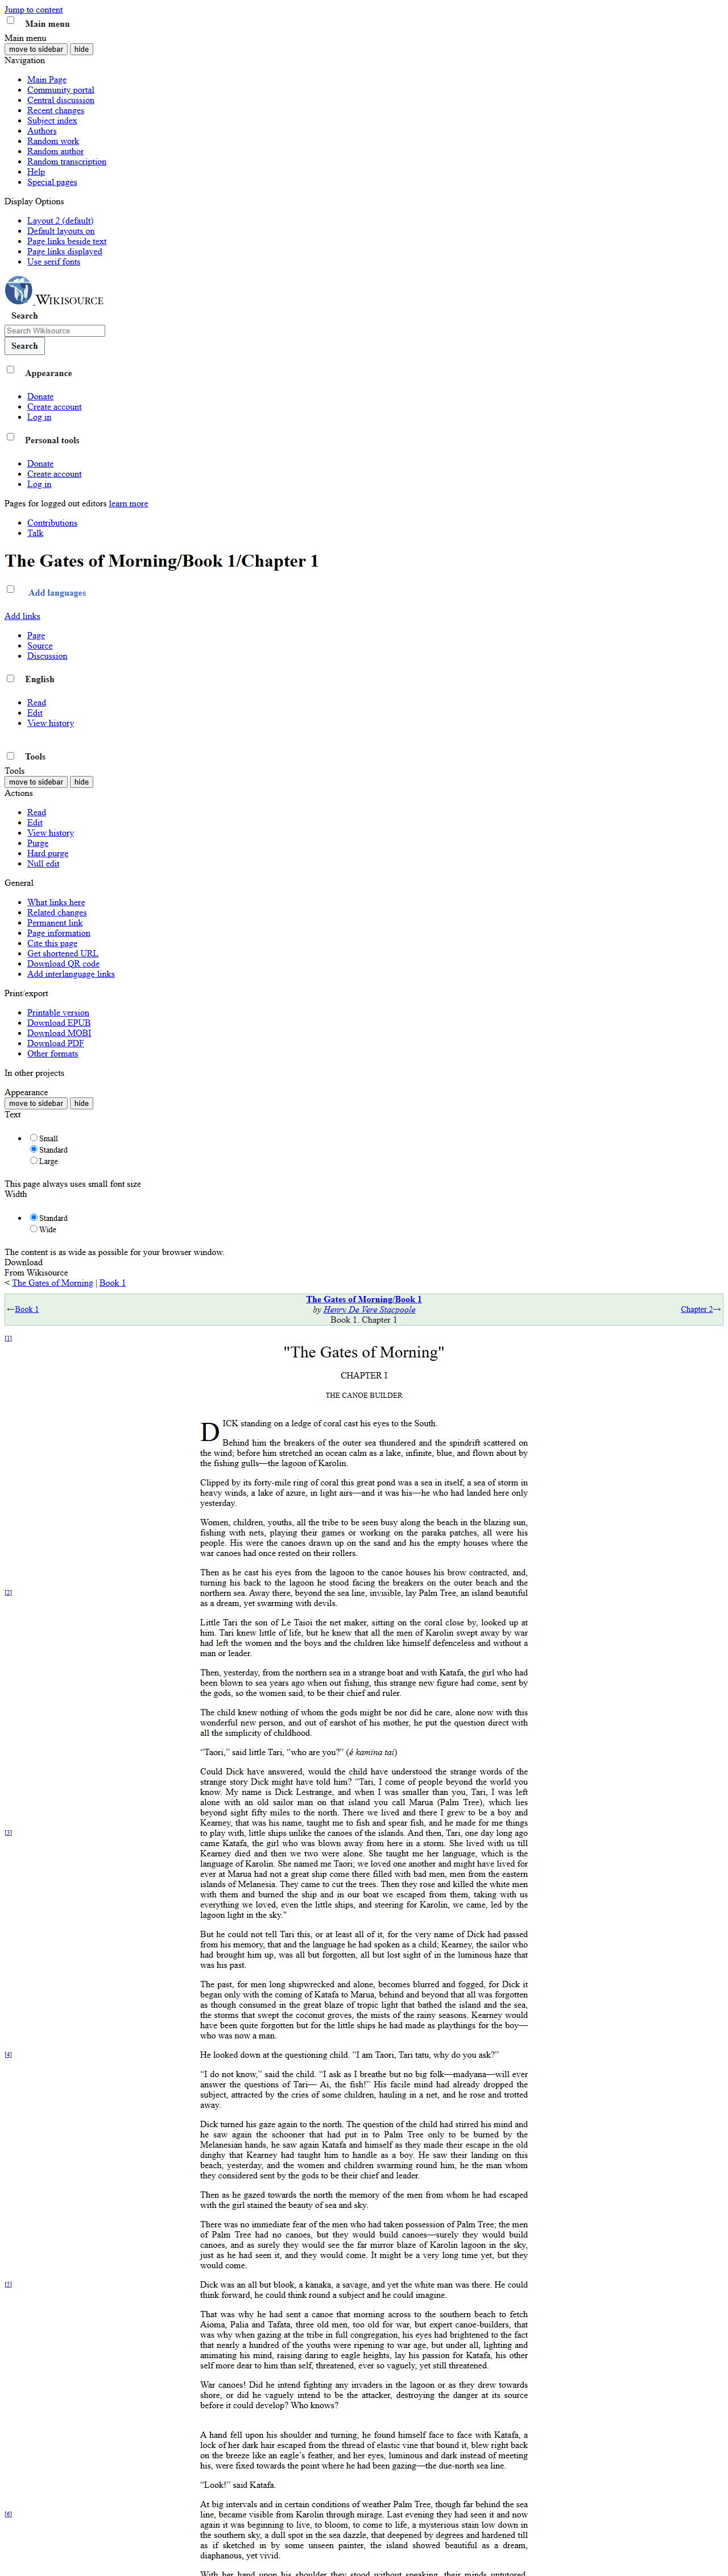 Jump to content
Main menu
Main menu
move to sidebar hide
Navigation
Main Page
Community portal
Central discussion
Recent changes
Subject index
Authors
Random work
Random author
Random transcription
Help
Special pages
Display Options
Layout 2 (default)
Default layouts on
Page links beside text
Page links displayed
Use serif fonts
WIKISOURCE
Search
Search Wikisource
Search
Appearance
Donate
Create account
Log in
Personal tools
Donate
Create account
Log in
Pages for logged out editors learn more
Contributions
Talk
The Gates of Morning/Book 1/Chapter 1
Add languages
Add links
Page
Source
Discussion
English
Read
Edit
View history
Tools
Tools
move to sidebar hide
Actions
Read
Edit
View history
Purge
Hard purge
Null edit
General
What links here
Related changes
Permanent link
Page information
Cite this page
Get shortened URL
Download QR code
Add interlanguage links
Print/export
Printable version
Download EPUB
Download MOBI
Download PDF
Other formats
In other projects
Appearance
move to sidebar hide
Text
Small
Standard
Large
This page always uses small font size
Width
Standard
Wide
The content is as wide as possible for your browser window.
Download
From Wikisource
< The Gates of Morning | Book 1
The Gates of Morning/Book 1
←Book 1 by Henry De Vere Stacpoole Chapter 2→
Book 1. Chapter 1
[1]
"The Gates of Morning"
CHAPTER I
THE CANOE BUILDER
DICK standing on a ledge of coral cast his eyes to the South.
Behind him the breakers of the outer sea thundered and the spindrift scattered on
the wind; before him stretched an ocean calm as a lake, infinite, blue, and flown about by
the fishing gulls—the lagoon of Karolin.
Clipped by its forty-mile ring of coral this great pond was a sea in itself, a sea of storm in
heavy winds, a lake of azure, in light airs—and it was his—he who had landed here only
yesterday.
Women, children, youths, all the tribe to be seen busy along the beach in the blazing sun,
fishing with nets, playing their games or working on the paraka patches, all were his
people. His were the canoes drawn up on the sand and his the empty houses where the
war canoes had once rested on their rollers.
Then as he cast his eyes from the lagoon to the canoe houses his brow contracted, and,
turning his back to the lagoon he stood facing the breakers on the outer beach and the
[2] northern sea. Away there, beyond the sea line, invisible, lay Palm Tree, an island beautiful
as a dream, yet swarming with devils.
Little Tari the son of Le Taioi the net maker, sitting on the coral close by, looked up at
him. Tari knew little of life, but he knew that all the men of Karolin swept away by war
had left the women and the boys and the children like himself defenceless and without a
man or leader.
Then, yesterday, from the northern sea in a strange boat and with Katafa, the girl who had
been blown to sea years ago when out fishing, this strange new figure had come, sent by
the gods, so the women said, to be their chief and ruler.
The child knew nothing of whom the gods might be nor did he care, alone now with this
wonderful new person, and out of earshot of his mother, he put the question direct with
all the simplicity of childhood.
“Taori,” said little Tari, “who are you?” (é kamina tai)
Could Dick have answered, would the child have understood the strange words of the
strange story Dick might have told him? “Tari, I come of people beyond the world you
know. My name is Dick Lestrange, and when I was smaller than you, Tari, I was left
alone with an old sailor man on that island you call Marua (Palm Tree), which lies
beyond sight fifty miles to the north. There we lived and there I grew to be a boy and
Kearney, that was his name, taught me to fish and spear fish, and he made for me things
[3] to play with, little ships unlike the canoes of the islands. And then, Tari, one day long ago
came Katafa, the girl who was blown away from here in a storm. She lived with us till
Kearney died and then we two were alone. She taught me her language, which is the
language of Karolin. She named me Taori; we loved one another and might have lived for
ever at Marua had not a great ship come there filled with bad men, men from the eastern
islands of Melanesia. They came to cut the trees. Then they rose and killed the white men
with them and burned the ship and in our boat we escaped from them, taking with us
everything we loved, even the little ships, and steering for Karolin, we came, led by the
lagoon light in the sky."
But he could not tell Tari this, or at least all of it, for the very name of Dick had passed
from his memory, that and the language he had spoken as a child; Kearney, the sailor who
had brought him up, was all but forgotten, all but lost sight of in the luminous haze that
was his past.
The past, for men long shipwrecked and alone, becomes blurred and fogged, for Dick it
began only with the coming of Katafa to Marua, behind and beyond that all was forgotten
as though consumed in the great blaze of tropic light that bathed the island and the sea,
the storms that swept the coconut groves, the mists of the rainy seasons. Kearney would
have been quite forgotten but for the little ships he had made as playthings for the boy—
who was now a man.
[4] He looked down at the questioning child. “I am Taori, Tari tatu, why do you ask?”
“I do not know,” said the child. “I ask as I breathe but no big folk—madyana—will ever
answer the questions of Tari— Ai, the fish!” His facile mind had already dropped the
subject, attracted by the cries of some children, hauling in a net, and he rose and trotted
away.
Dick turned his gaze again to the north. The question of the child had stirred his mind and
he saw again the schooner that had put in to Palm Tree only to be burned by the
Melanesian hands, he saw again Katafa and himself as they made their escape in the old
dinghy that Kearney had taught him to handle as a boy. He saw their landing on this
beach, yesterday, and the women and children swarming round him, he the man whom
they considered sent by the gods to be their chief and leader.
Then as he gazed towards the north the memory of the men from whom he had escaped
with the girl stained the beauty of sea and sky.
There was no immediate fear of the men who had taken possession of Palm Tree; the men
of Palm Tree had no canoes, but they would build canoes—surely they would build
canoes, and as surely they would see the far mirror blaze of Karolin lagoon in the sky,
just as he had seen it, and they would come. It might be a very long time yet, but they
would come.
[5] Dick was an all but blook, a kanaka, a savage, and yet the white man was there. He could
think forward, he could think round a subject and he could imagine.
That was why he had sent a canoe that morning across to the southern beach to fetch
Aioma, Palia and Tafata, three old men, too old for war, but expert canoe-builders, that
was why when gazing at the tribe in full congregation, his eyes had brightened to the fact
that nearly a hundred of the youths were ripening to war age, but under all, lighting and
animating his mind, raising daring to eagle heights, lay his passion for Katafa, his other
self more dear to him than self, threatened, ever so vaguely, yet still threatened.
War canoes! Did he intend fighting any invaders in the lagoon or as they drew towards
shore, or did he vaguely intend to be the attacker, destroying the danger at its source
before it could develop? Who knows?
A hand fell upon his shoulder and turning, he found himself face to face with Katafa, a
lock of her dark hair escaped from the thread of elastic vine that bound it, blew right back
on the breeze like an eagle’s feather, and her eyes, luminous and dark instead of meeting
his, were fixed towards the point where he had been gazing—the due-north sea line.
“Look!” said Katafa.
At big intervals and in certain conditions of weather Palm Tree, though far behind the sea
[6] line, became visible from Karolin through mirage. Last evening they had seen it and now
again it was beginning to live, to bloom, to come to life, a mysterious stain low down in
the southern sky, a dull spot in the sea dazzle, that deepened by degrees and hardened till
as if sketched in by some unseen painter, the island showed beautiful as a dream,
diaphanous, yet vivid.
With her hand upon his shoulder they stood without speaking, their minds untutored,